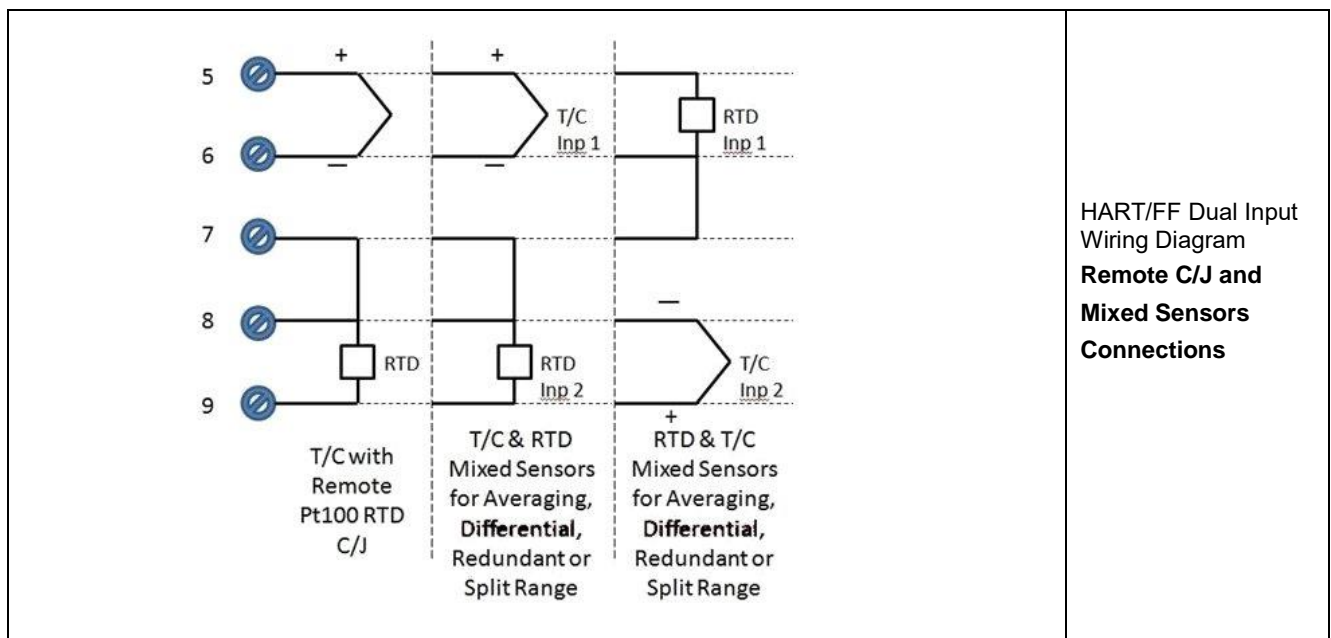 +
+
5
T/C
Inp 1
RTD
Inp 1
6
—
—
7
—
8
RTD
RTD
Inp 2
T/C
Inp 2
9
+
T/C with
Remote
Pt100 RTD
C/J
T/C & RTD
Mixed Sensors
for Averaging,
Differential,
Redundant or
Split Range
RTD & T/C
Mixed Sensors
for Averaging,
Differential,
Redundant or
Split Range
HART/FF Dual Input
Wiring Diagram
Remote C/J and
Mixed Sensors
Connections